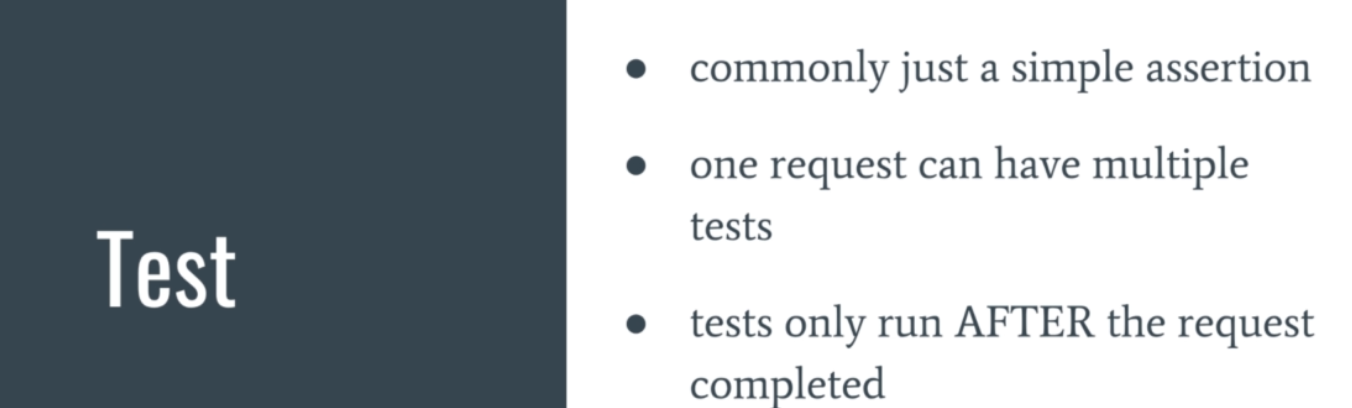 Test
● commonly just a simple assertion
● one request can have multiple
tests
● tests only run AFTER the request
completed